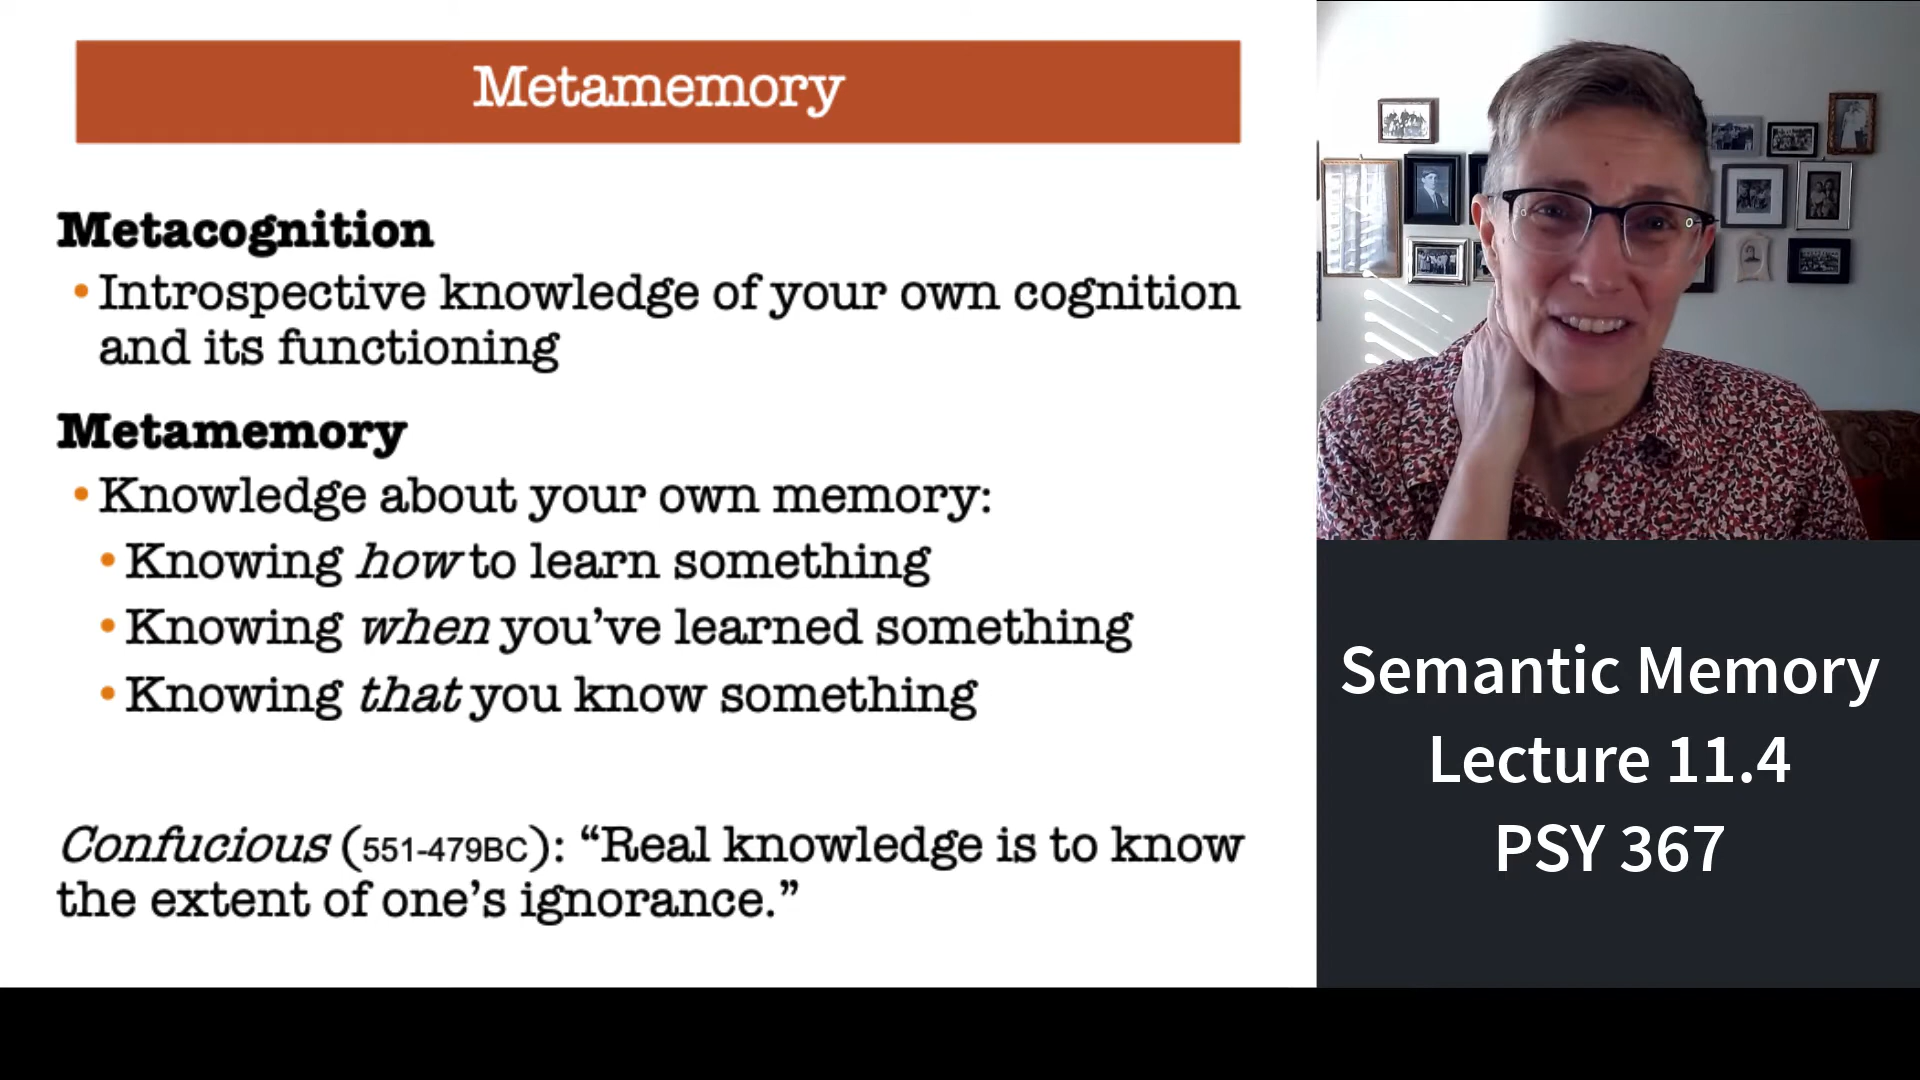 Metamemory
Metacognition
• Introspective knowledge of your own cognition
and its functioning
Metamemory
• Knowledge about your own memory:
• Knowing how to learn something
• Knowing when you’ve learned something
• Knowing that you know something
Confucious (551-479BC): “Real knowledge is to know
the extent of one’s ignorance.”
Semantic Memory
Lecture 11.4
PSY 367